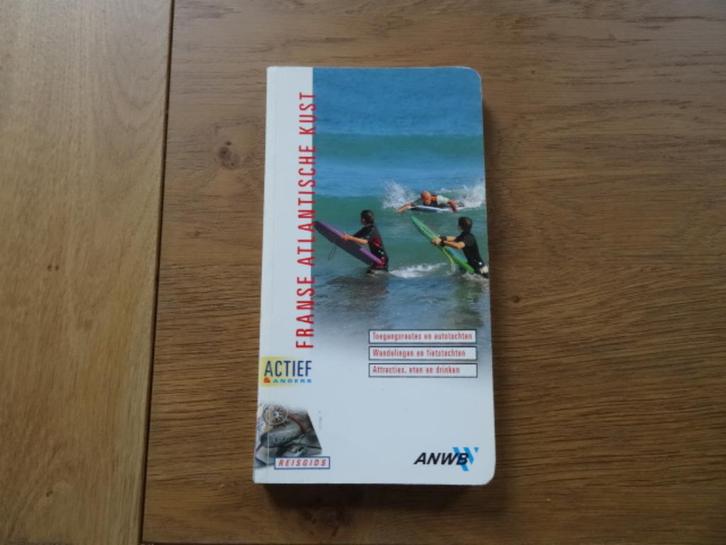 FRANSE ATLANTISCHE KUST
Toegangsroutes en autotochten
Wandelingen en fietstochten
Attracties, eten en drinken
ACTIEF
& ANDERS
REISGIDS
ANWB